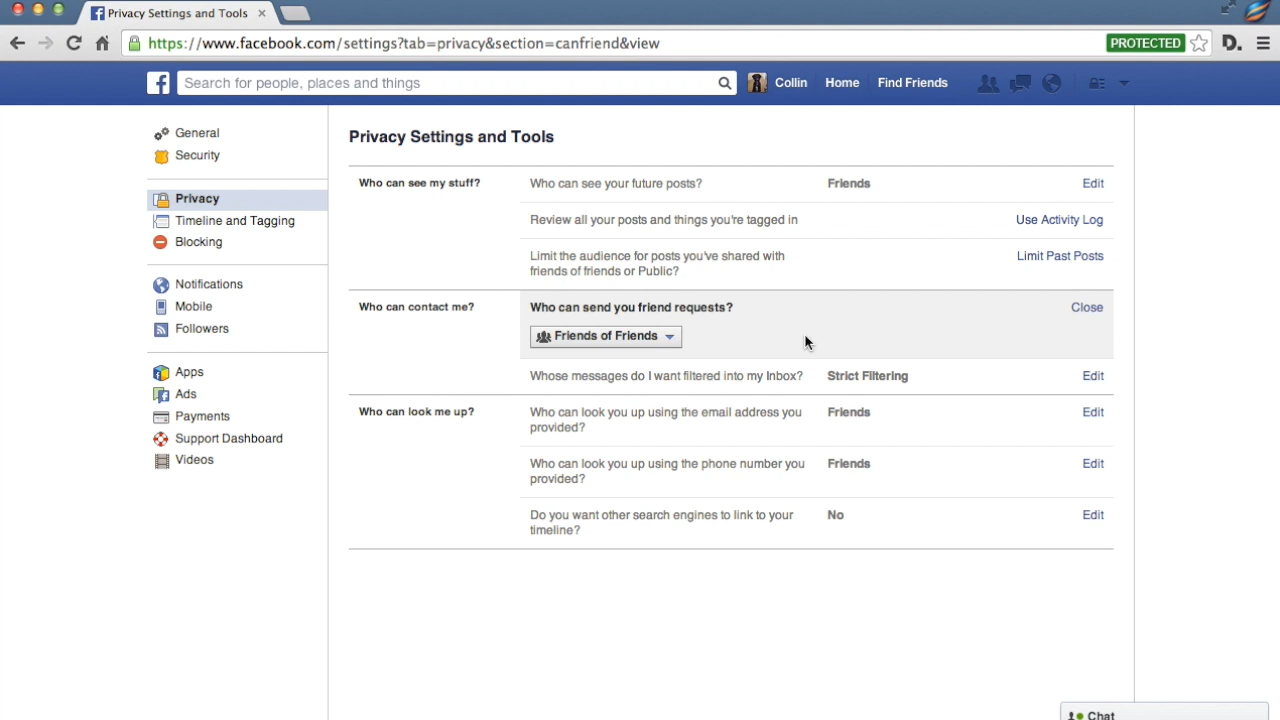 Privacy Settings and Tools
https://www.facebook.com/settings?tab=privacy&section=canfriend&view
PROTECTED
D.
f
Search for people, places and things
Collin
Home
Find Friends
General
Security
Privacy
Timeline and Tagging
Blocking
Notifications
Mobile
Followers
Apps
Ads
Payments
Support Dashboard
Videos
Privacy Settings and Tools
Who can see my stuff?
Who can see your future posts?
Friends
Edit
Review all your posts and things you're tagged in
Use Activity Log
Limit the audience for posts you've shared with
friends of friends or Public?
Limit Past Posts
Who can contact me?
Who can send you friend requests?
Close
Friends of Friends
Whose messages do I want filtered into my Inbox?
Strict Filtering
Edit
Who can look me up?
Who can look you up using the email address you
provided?
Friends
Edit
Who can look you up using the phone number you
provided?
Friends
Edit
Do you want other search engines to link to your
timeline?
No
Edit
Chat